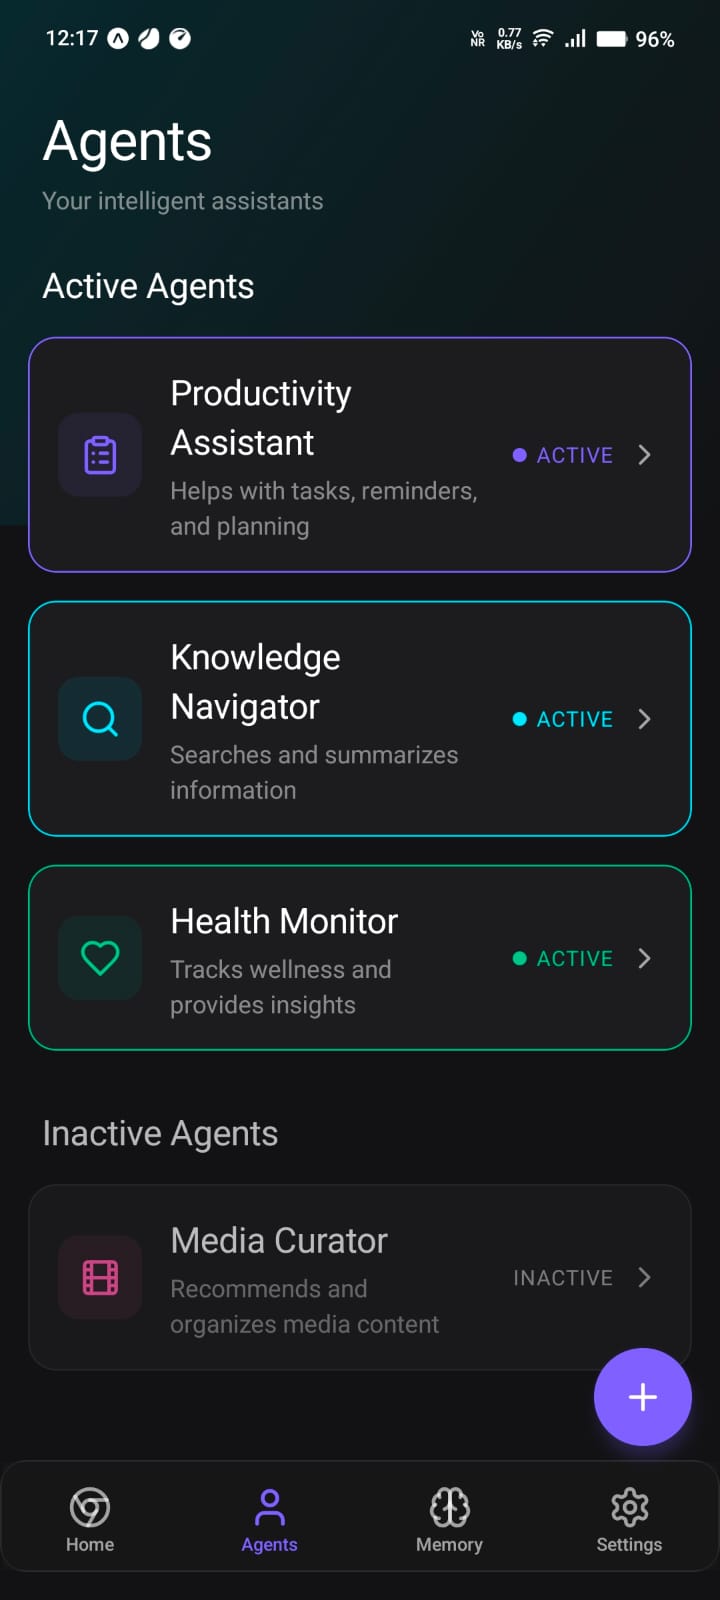 12:17
Vo NR 0.77 KB/s 96%
Agents
Your intelligent assistants
Active Agents
Productivity
Assistant
Helps with tasks, reminders,
and planning
ACTIVE
Knowledge
Navigator
Searches and summarizes
information
ACTIVE
Health Monitor
Tracks wellness and
provides insights
ACTIVE
Inactive Agents
Media Curator
Recommends and
organizes media content
INACTIVE
Home
Agents
Memory
Settings